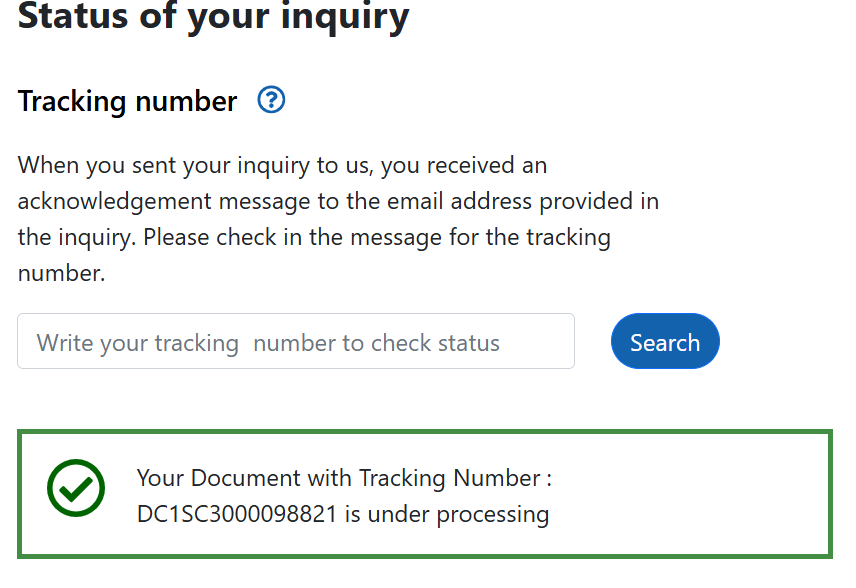 Status of your inquiry
Tracking number ?
When you sent your inquiry to us, you received an
acknowledgement message to the email address provided in
the inquiry. Please check in the message for the tracking
number.
Write your tracking  number to check status
Search
Your Document with Tracking Number :
DC1SC3000098821 is under processing